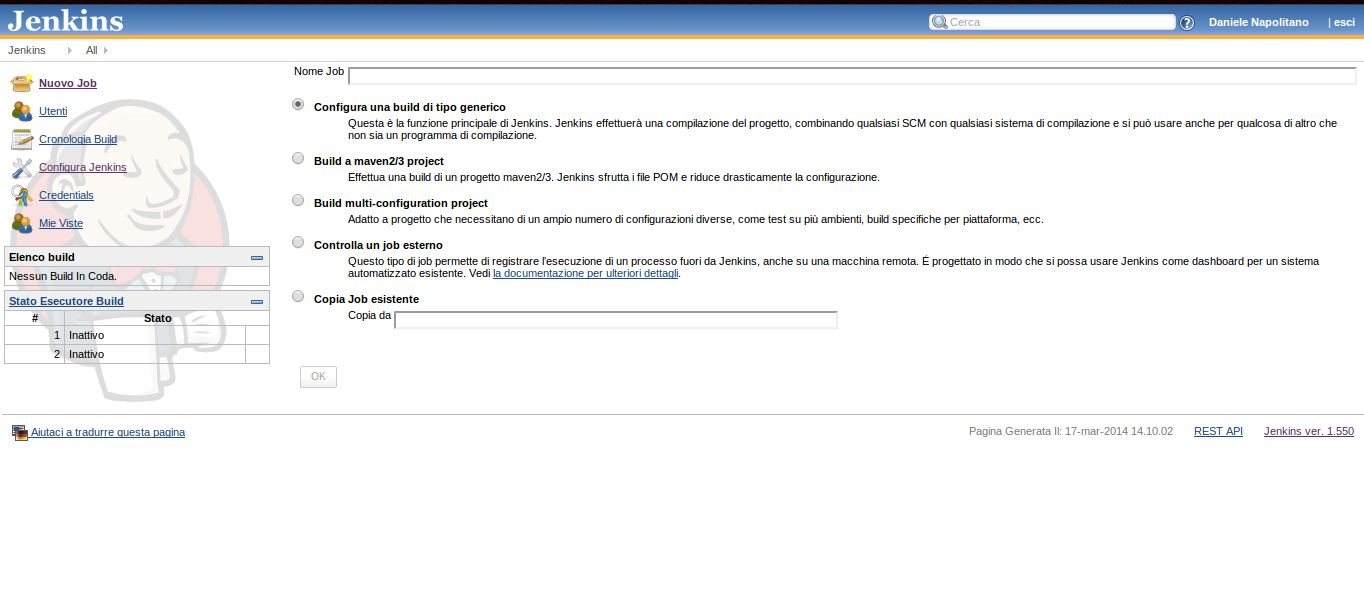 Jenkins
Cerca
Daniele Napolitano | esci
Jenkins All
Nuovo Job
Utenti
Cronologia Build
Configura Jenkins
Credentials
Mie Viste
Elenco build
Nessun Build In Coda.
Stato Esecutore Build
# Stato
1 Inattivo
2 Inattivo
Nome Job
Configura una build di tipo generico
Questa è la funzione principale di Jenkins. Jenkins effettuerà una compilazione del progetto, combinando qualsiasi SCM con qualsiasi sistema di compilazione e si può usare anche per qualcosa di altro che
non sia un programma di compilazione.
Build a maven2/3 project
Effettua una build di un progetto maven2/3. Jenkins sfrutta i file POM e riduce drasticamente la configurazione.
Build multi-configuration project
Adatto a progetto che necessitano di un ampio numero di configurazioni diverse, come test su più ambienti, build specifiche per piattaforma, ecc.
Controlla un job esterno
Questo tipo di job permette di registrare l'esecuzione di un processo fuori da Jenkins, anche su una macchina remota. É progettato in modo che si possa usare Jenkins come dashboard per un sistema
automatizzato esistente. Vedi la documentazione per ulteriori dettagli.
Copia Job esistente
Copia da
OK
Aiutaci a tradurre questa pagina
Pagina Generata Il: 17-mar-2014 14.10.02 REST API Jenkins ver. 1.550